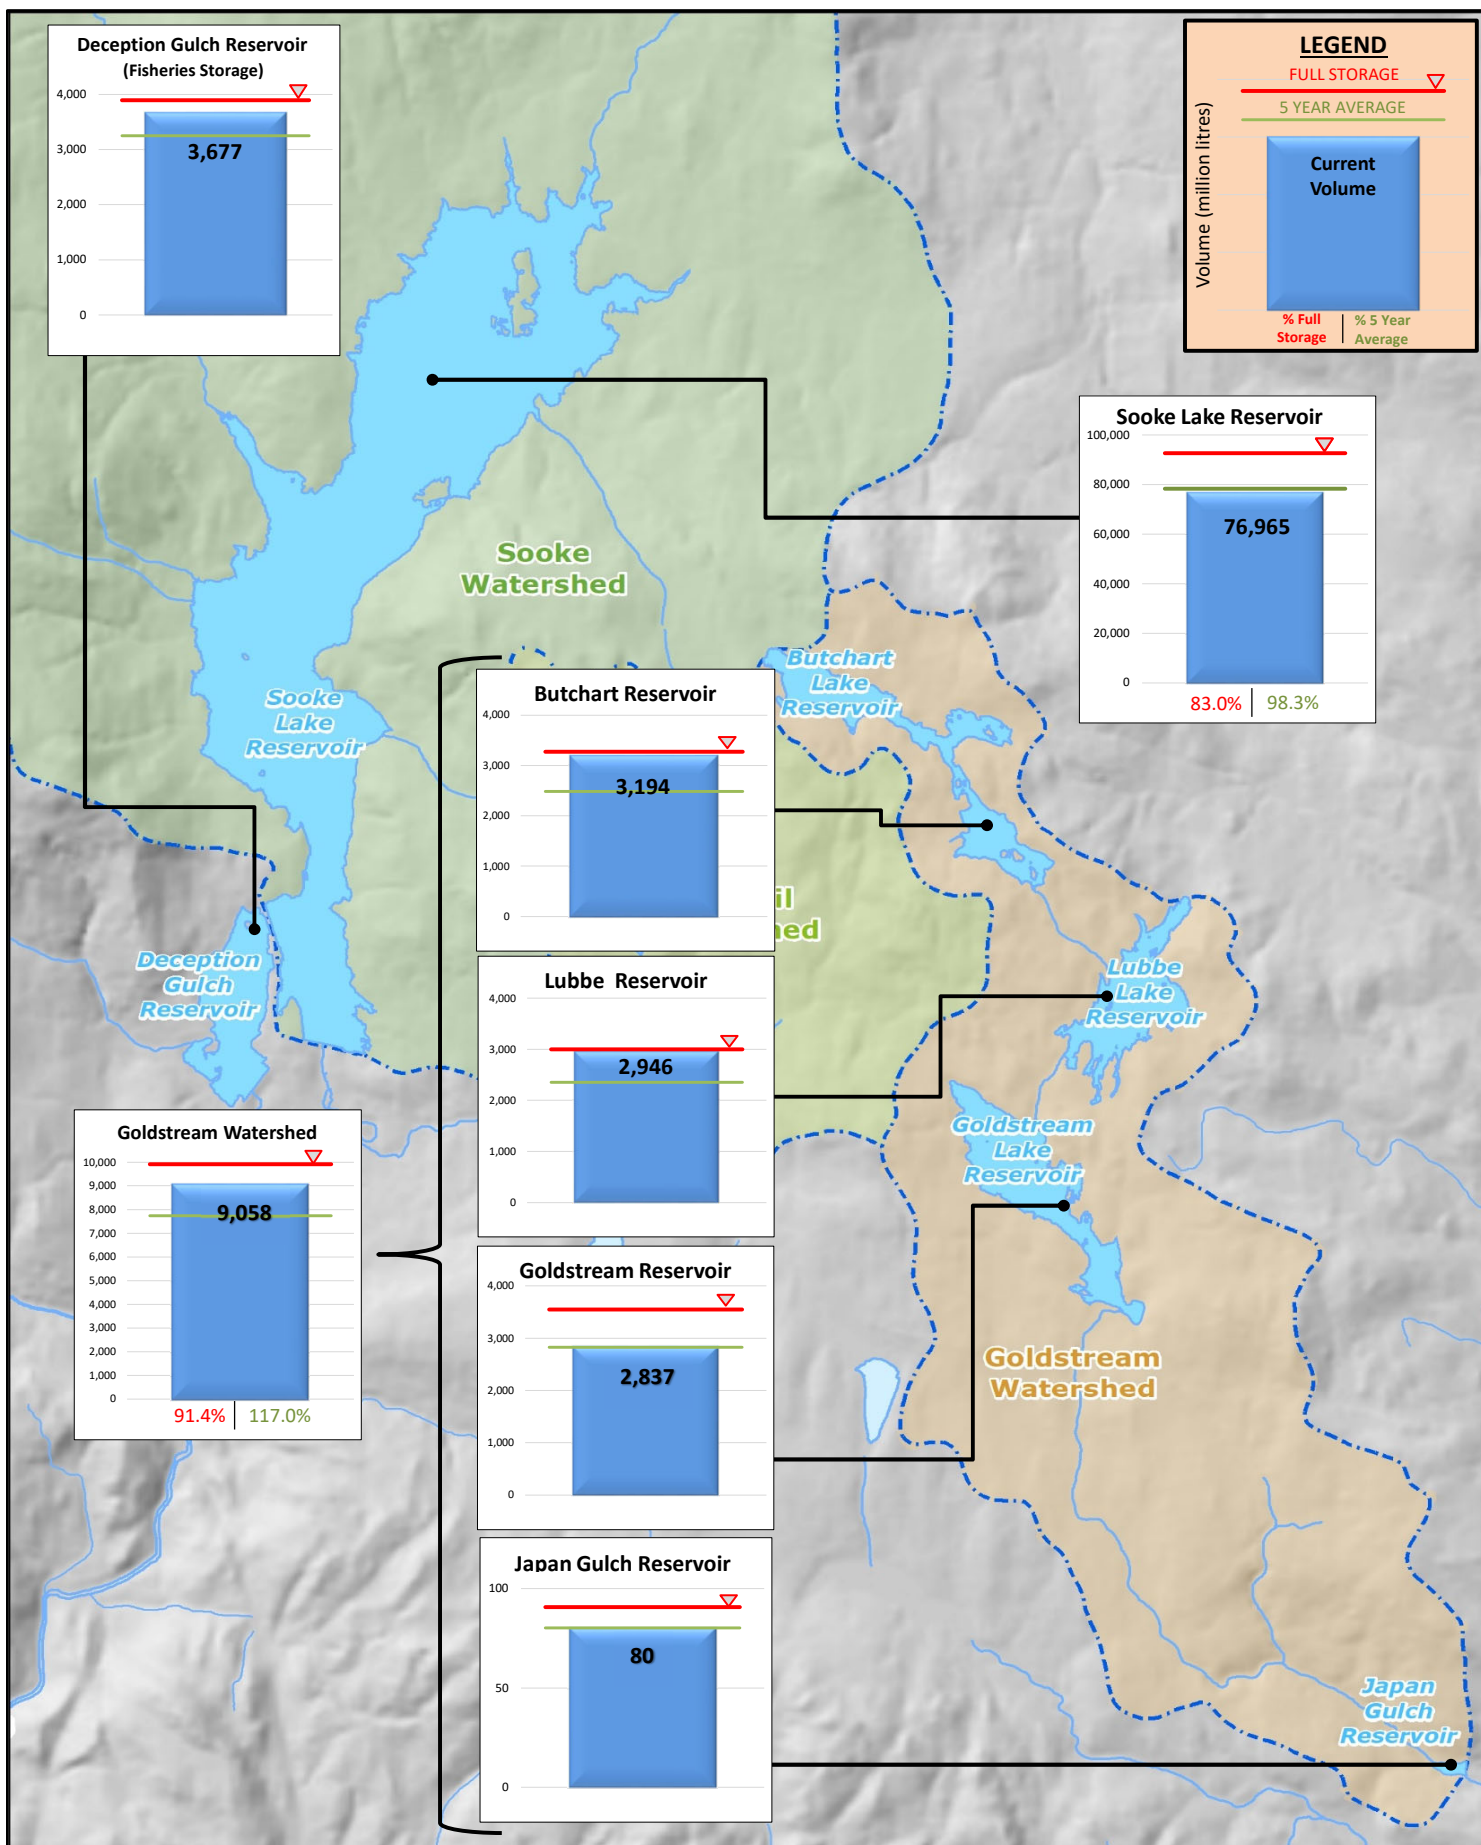 Deception Gulch Reservoir
(Fisheries Storage)
4,000
3,000
2,000
1,000
0
3,677
LEGEND
FULL STORAGE
5 YEAR AVERAGE
Volume (million litres)
Current
Volume
% Full
Storage
% 5 Year
Average
Sooke Lake Reservoir
100,000
80,000
60,000
40,000
20,000
0
76,965
83.0%
98.3%
Sooke
Watershed
Sooke
Lake
Reservoir
Butchart
Lake
Reservoir
Butchart Reservoir
4,000
3,000
2,000
1,000
0
3,194
il
hed
Deception
Gulch
Reservoir
Lubbe Reservoir
4,000
3,000
2,000
1,000
0
2,946
Lubbe
Lake
Reservoir
Goldstream
Lake
Reservoir
Goldstream Watershed
10,000
9,000
8,000
7,000
6,000
5,000
4,000
3,000
2,000
1,000
0
9,058
91.4%
117.0%
Goldstream Reservoir
4,000
3,000
2,000
1,000
0
2,837
Goldstream
Watershed
Japan Gulch Reservoir
100
50
0
80
Japan
Gulch
Reservoir